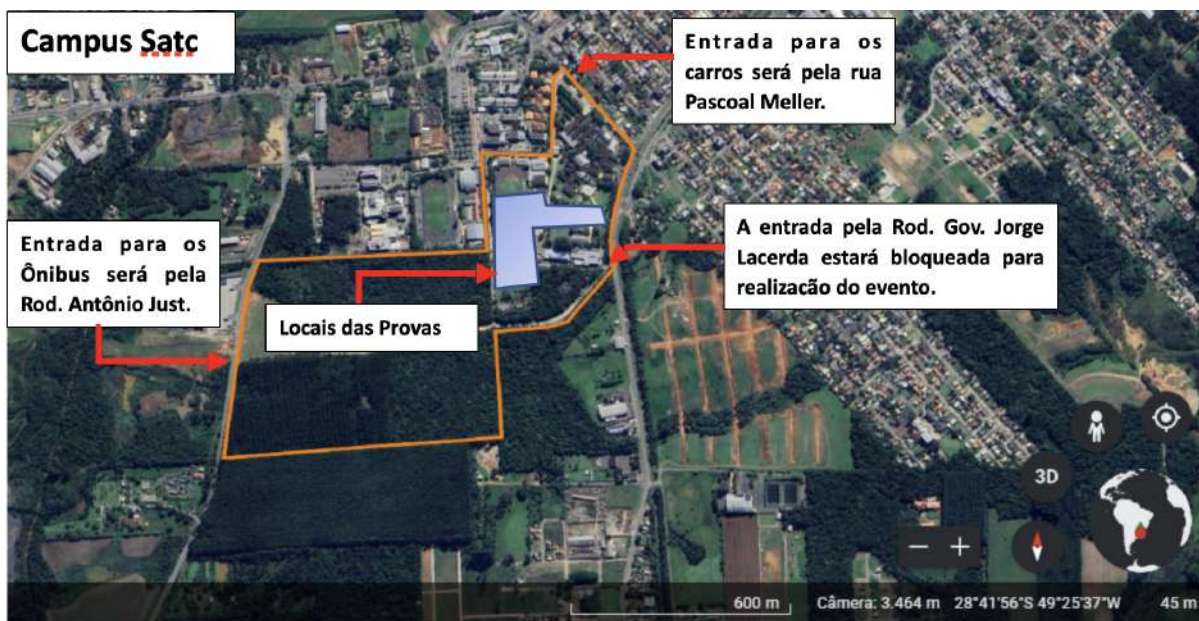 Campus Satc
Entrada para os
carros será pela rua
Pascoal Meller.
Entrada para os
Ônibus será pela
Rod. Antônio Just.
Locais das Provas
A entrada pela Rod. Gov. Jorge
Lacerda estará bloqueada para
realização do evento.
3D
600 m
Câmera: 3.464 m 28°41'56"S 49°25'37"W 45 m